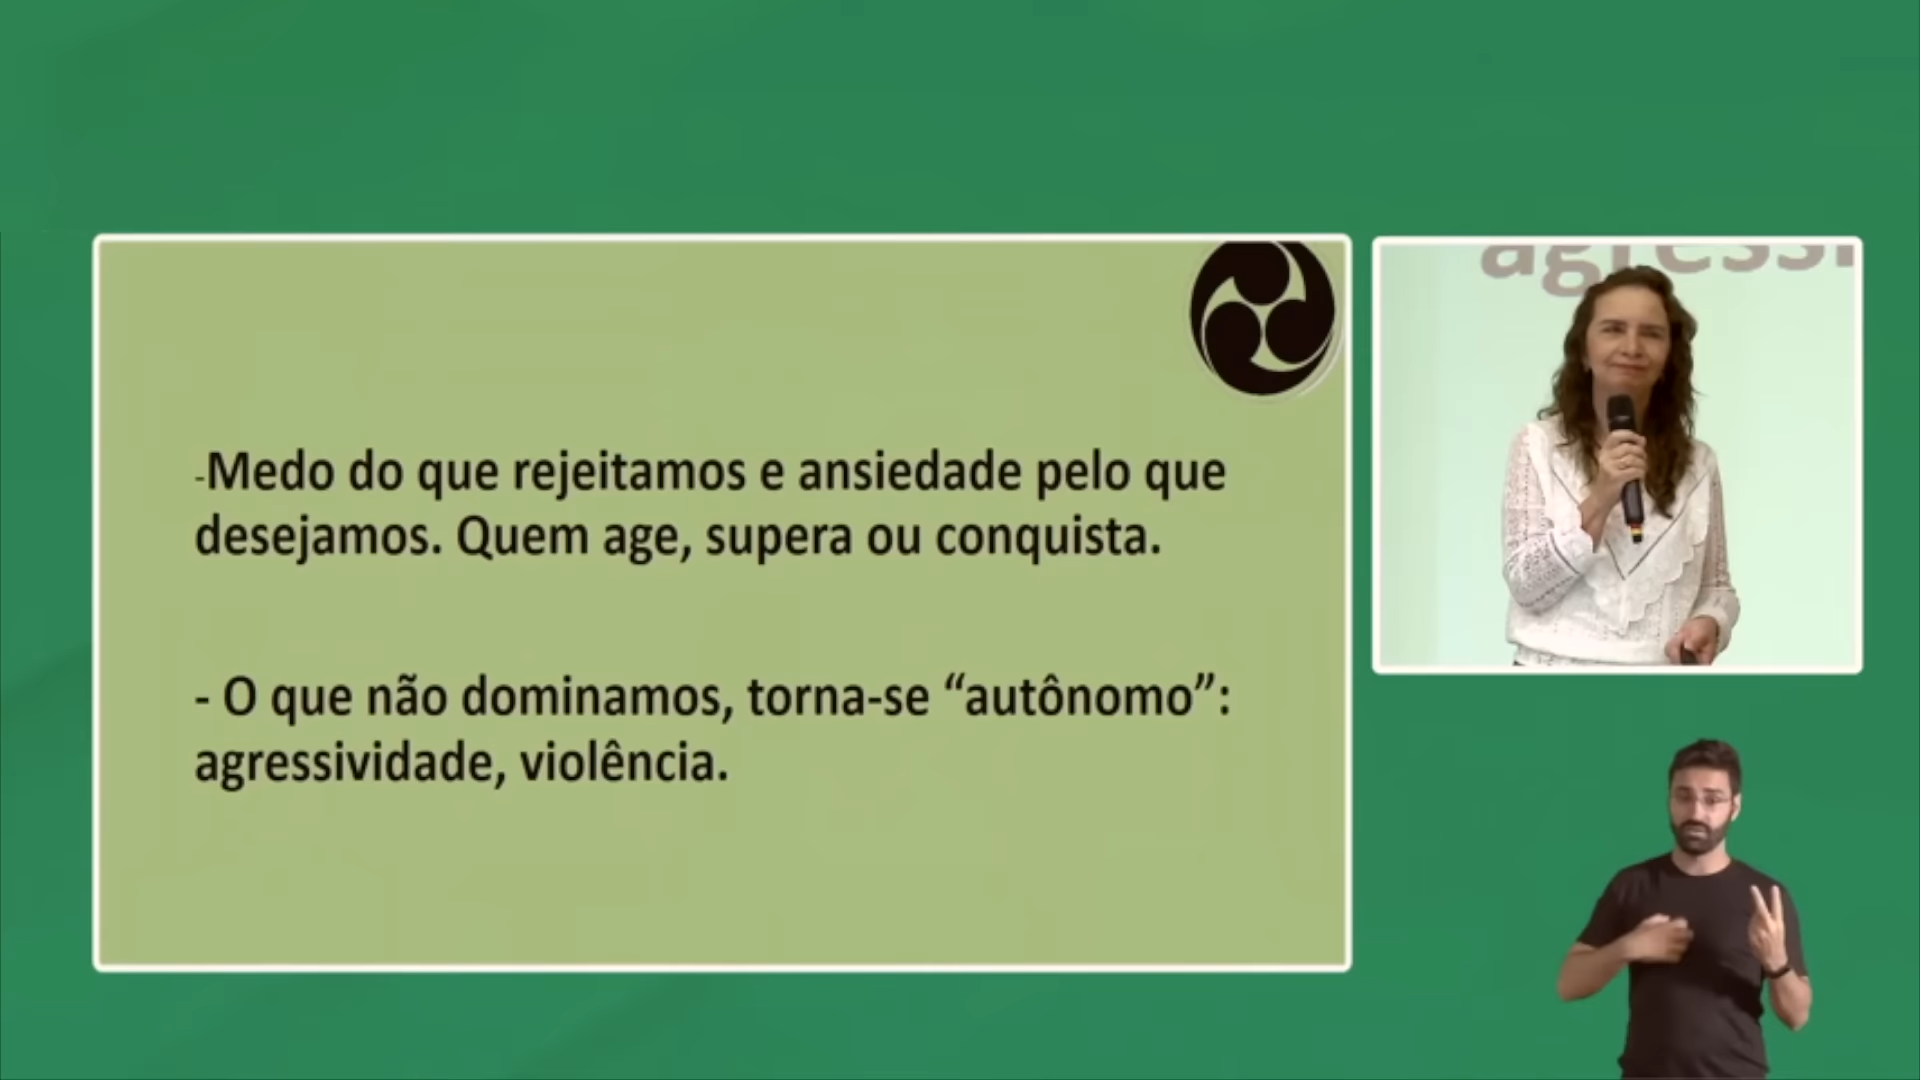 -Medo do que rejeitamos e ansiedade pelo que
desejamos. Quem age, supera ou conquista.
- O que não dominamos, torna-se “autônomo”:
agressividade, violência.
agressi